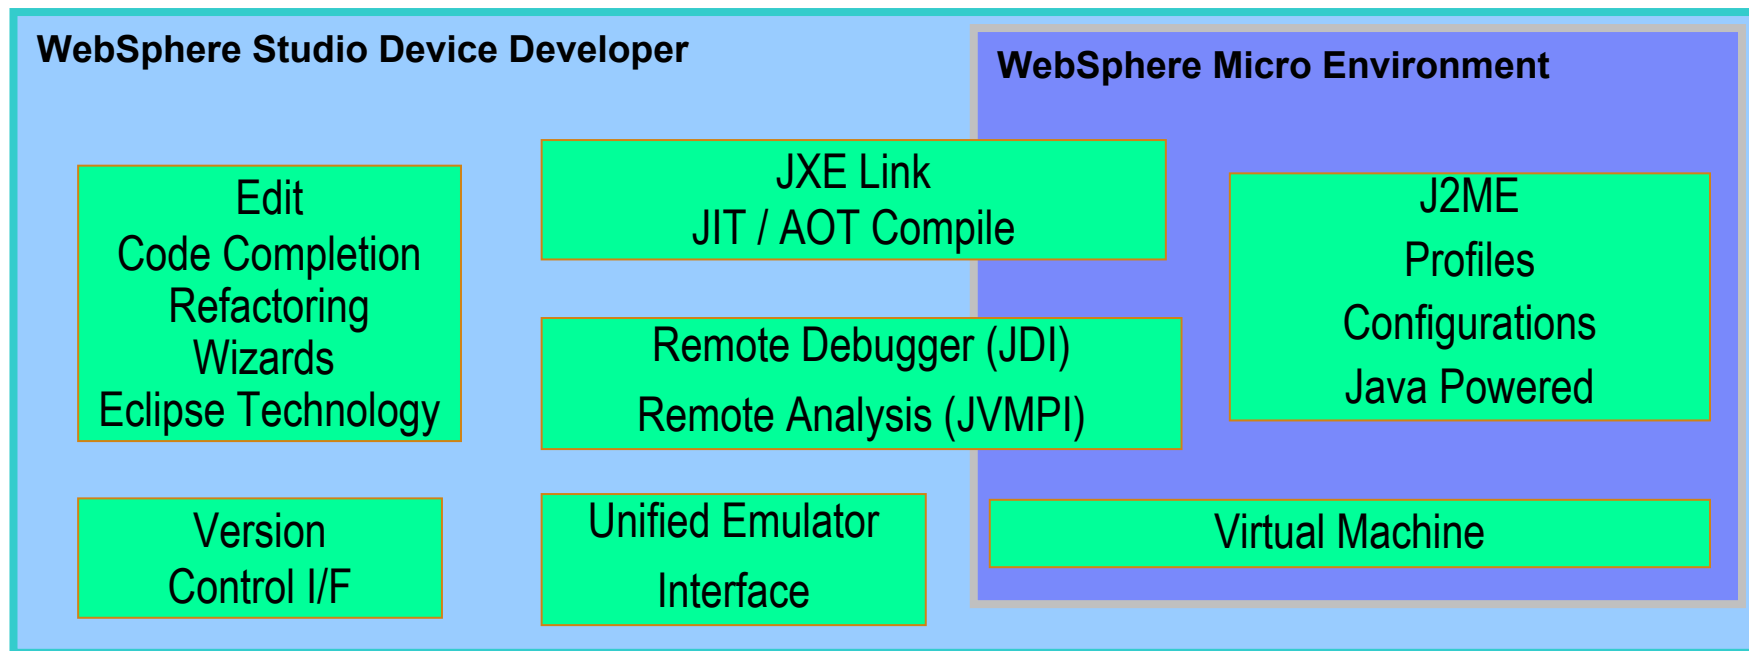 WebSphere Studio Device Developer
WebSphere Micro Environment
Edit
Code Completion
Refactoring
Wizards
Eclipse Technology
JXE Link
JIT / AOT Compile
J2ME
Profiles
Configurations
Java Powered
Remote Debugger (JDI)
Remote Analysis (JVMPI)
Version
Control I/F
Unified Emulator
Interface
Virtual Machine